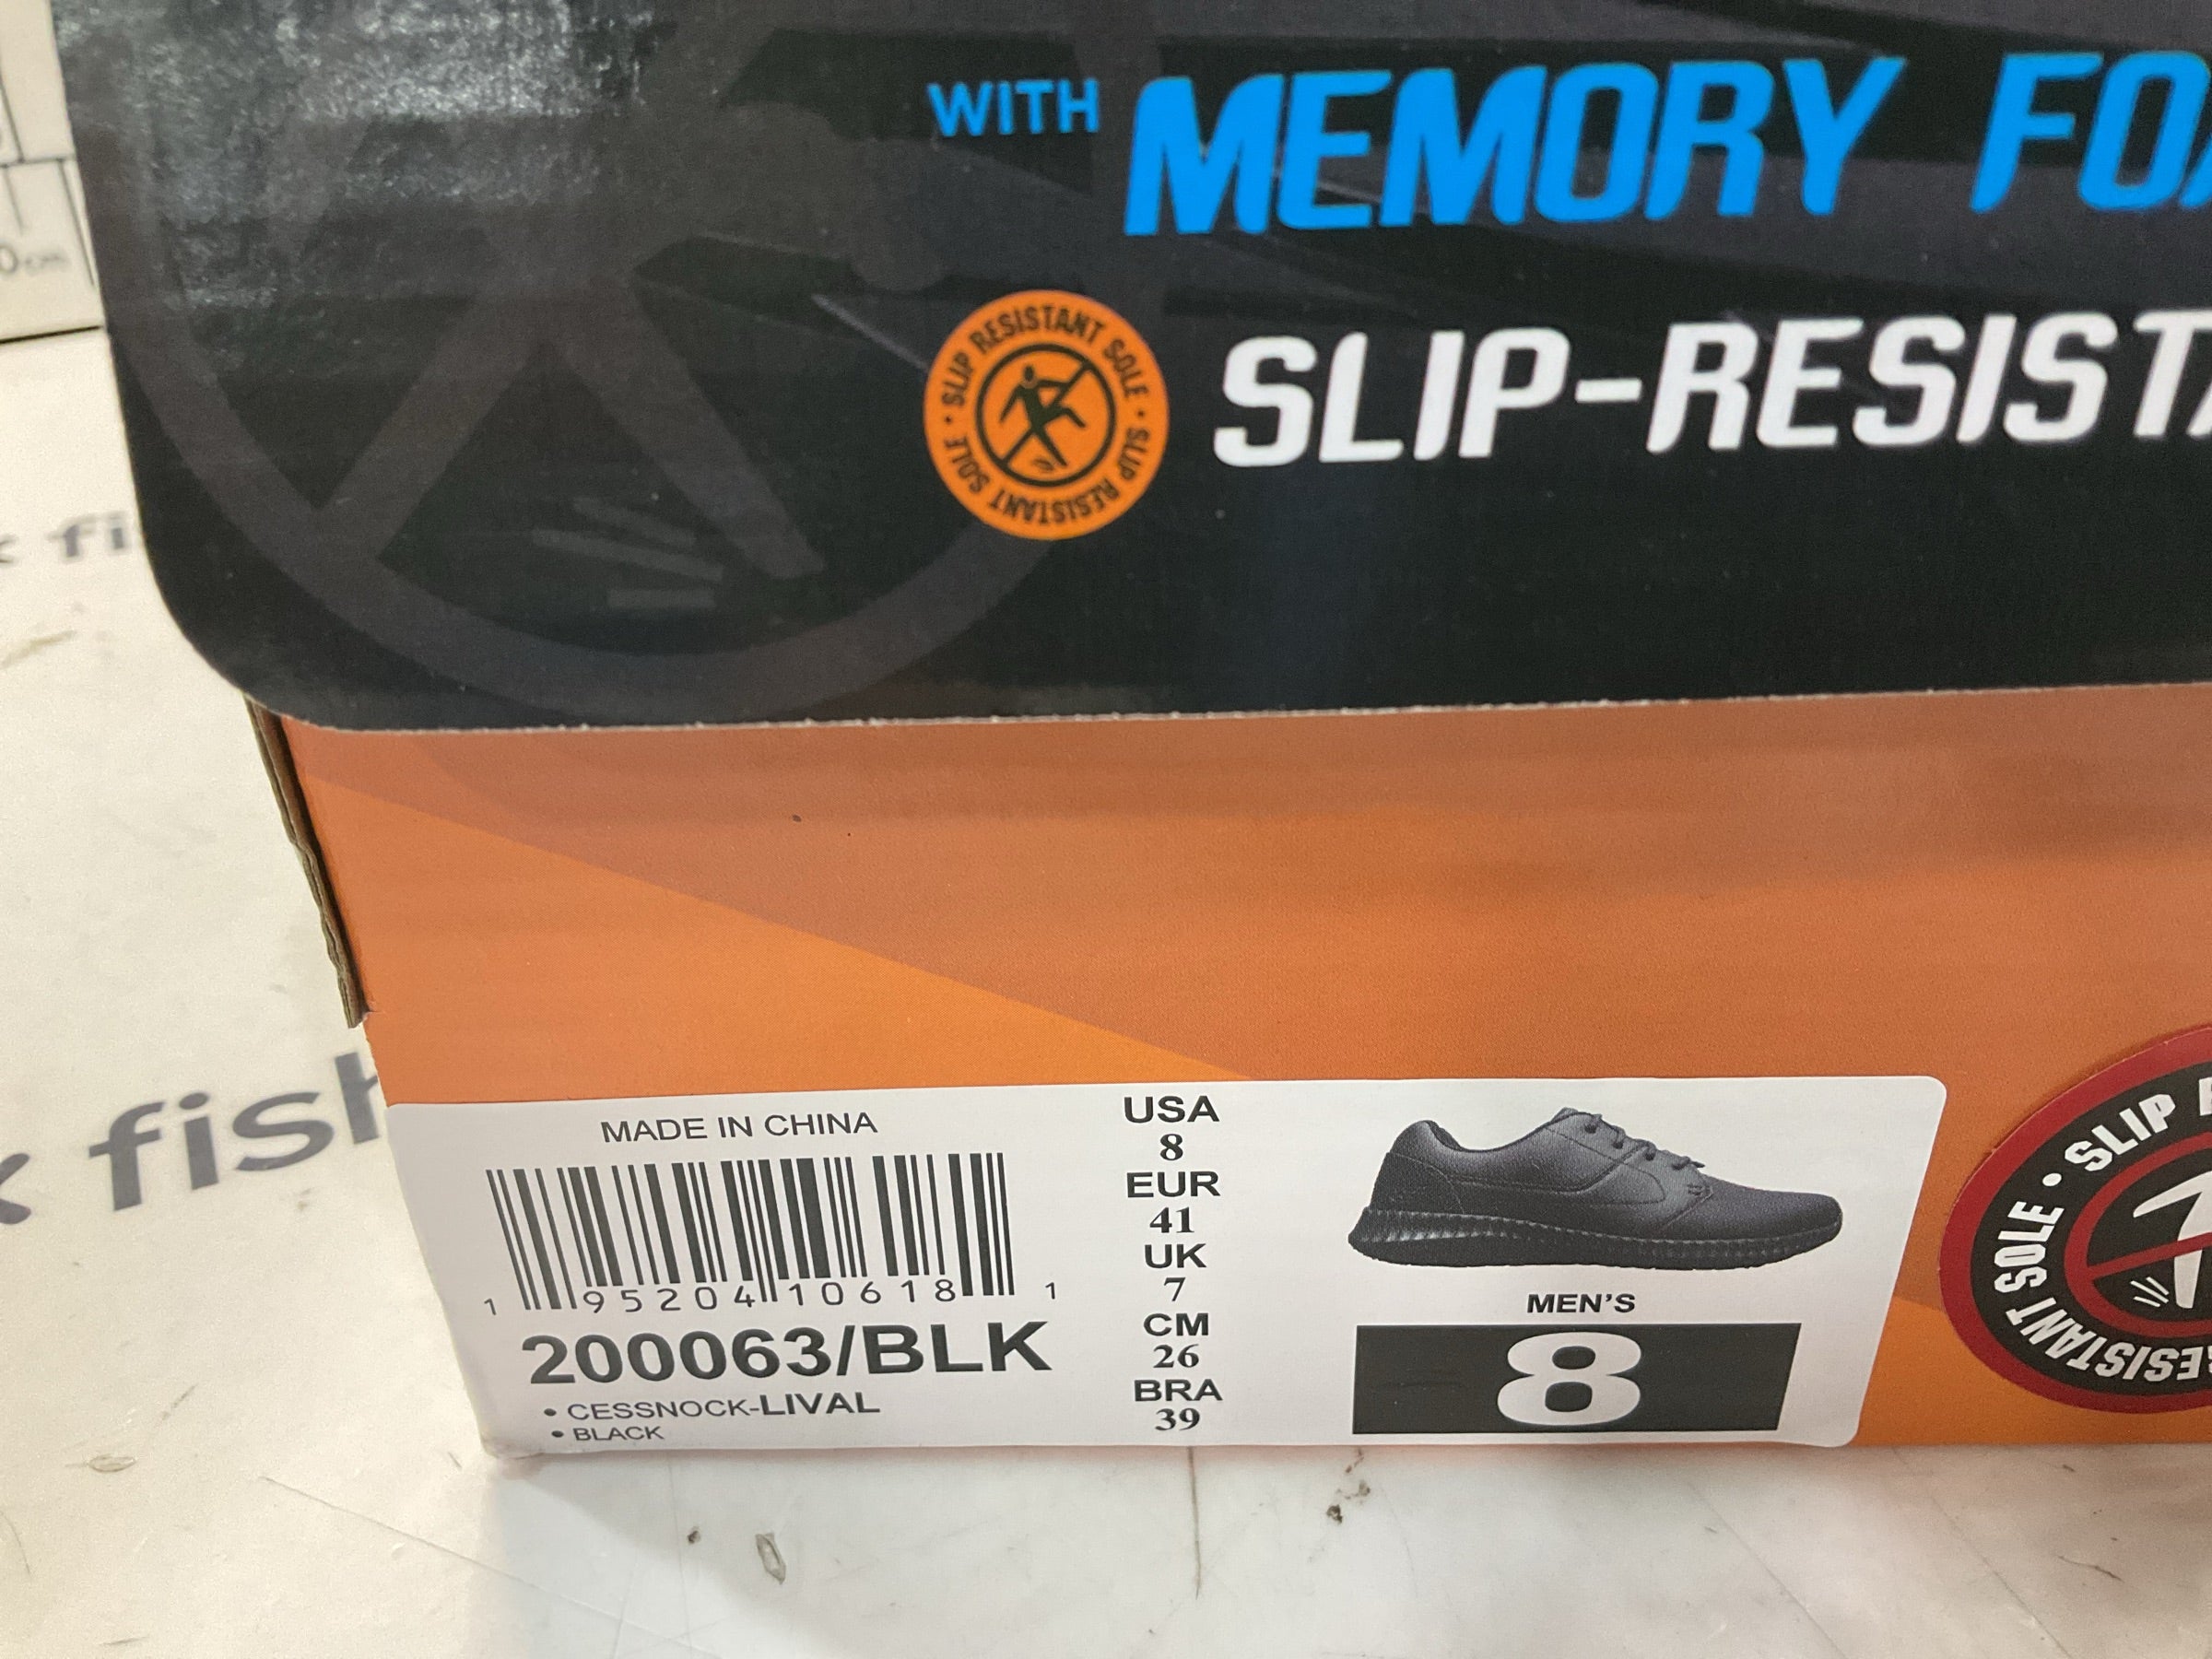 WITH MEMORY FOA
SLIP RESISTANT SOLE • SLIP RESISTANT SOLE •
SLIP-RESISTA
MADE IN CHINA
1 95204 10618 1
200063/BLK
• CESSNOCK-LIVAL
• BLACK
USA
8
EUR
41
UK
7
CM
26
BRA
39
MEN'S
8
ESISTANT SOLE • SLIP R
fi
fish